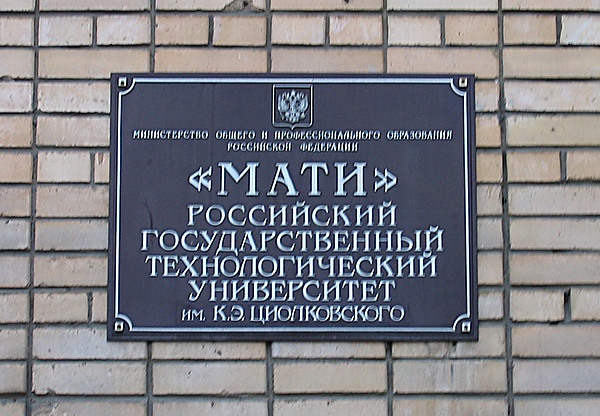 МИНИСТЕРСТВО ОБЩЕГО И ПРОФЕССИОНАЛЬНОГО ОБРАЗОВАНИЯ
РОССИЙСКОЙ ФЕДЕРАЦИИ
«МАТИ»
РОССИЙСКИЙ
ГОСУДАРСТВЕННЫЙ
ТЕХНОЛОГИЧЕСКИЙ
УНИВЕРСИТЕТ
ИМ. К.Э. ЦИОЛКОВСКОГО